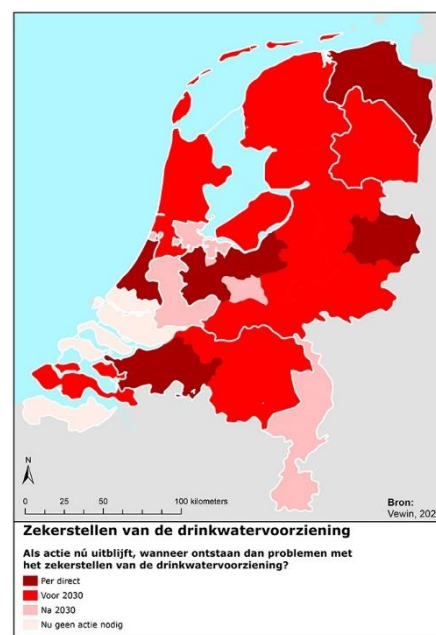 N
0 25 50 100 kilometers
Bron:
Vewin, 202
Zekerstellen van de drinkwatervoorziening
Als actie nú uitblijft, wanneer ontstaan dan problemen met
het zekerstellen van de drinkwatervoorziening?
Per direct
Voor 2030
Na 2030
Nu geen actie nodig